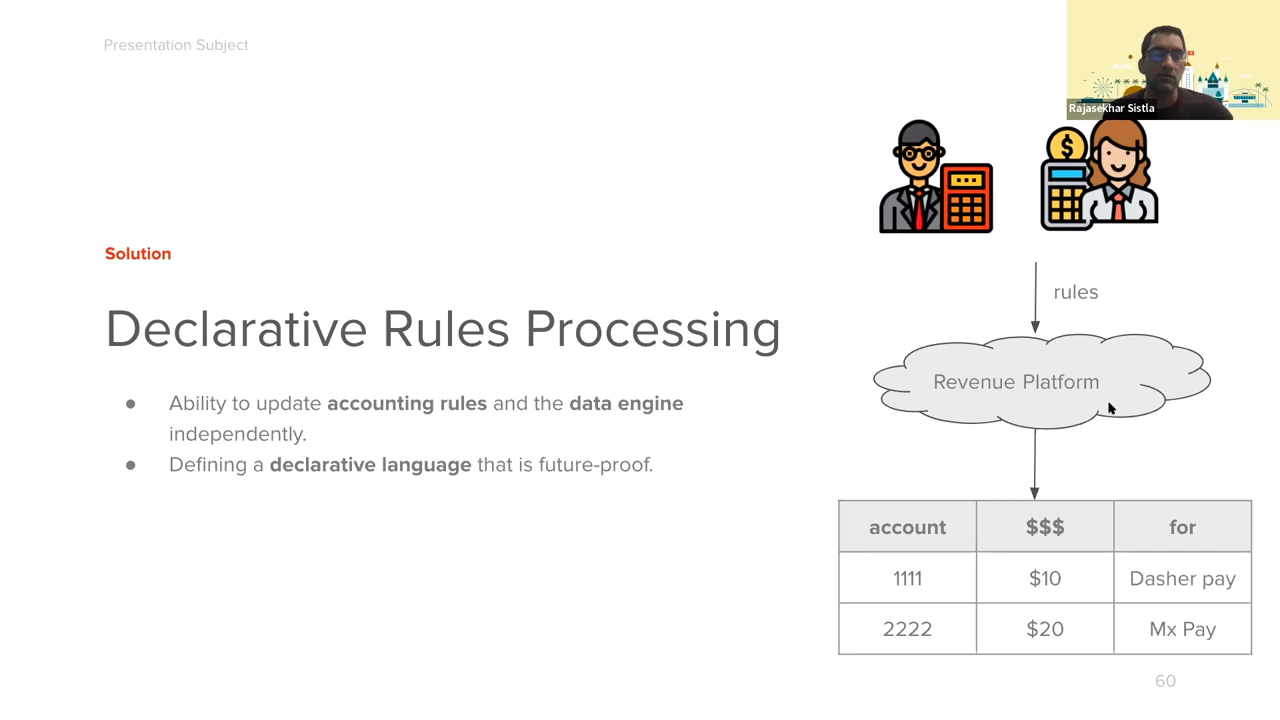 Presentation Subject
Rajasekhar Sistla
$
Solution
rules
Declarative Rules Processing
Revenue Platform
● Ability to update accounting rules and the data engine
independently.
● Defining a declarative language that is future-proof.
account $$$ for
1111 $10 Dasher pay
2222 $20 Mx Pay
60